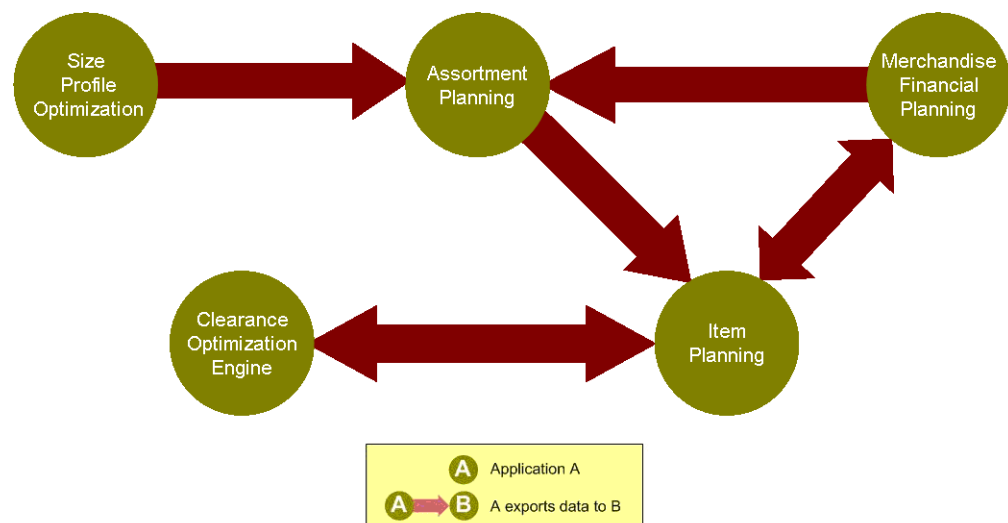 Size
Profile
Optimization
Assortment
Planning
Merchandise
Financial
Planning
Clearance
Optimization
Engine
Item
Planning
A Application A
A B A exports data to B